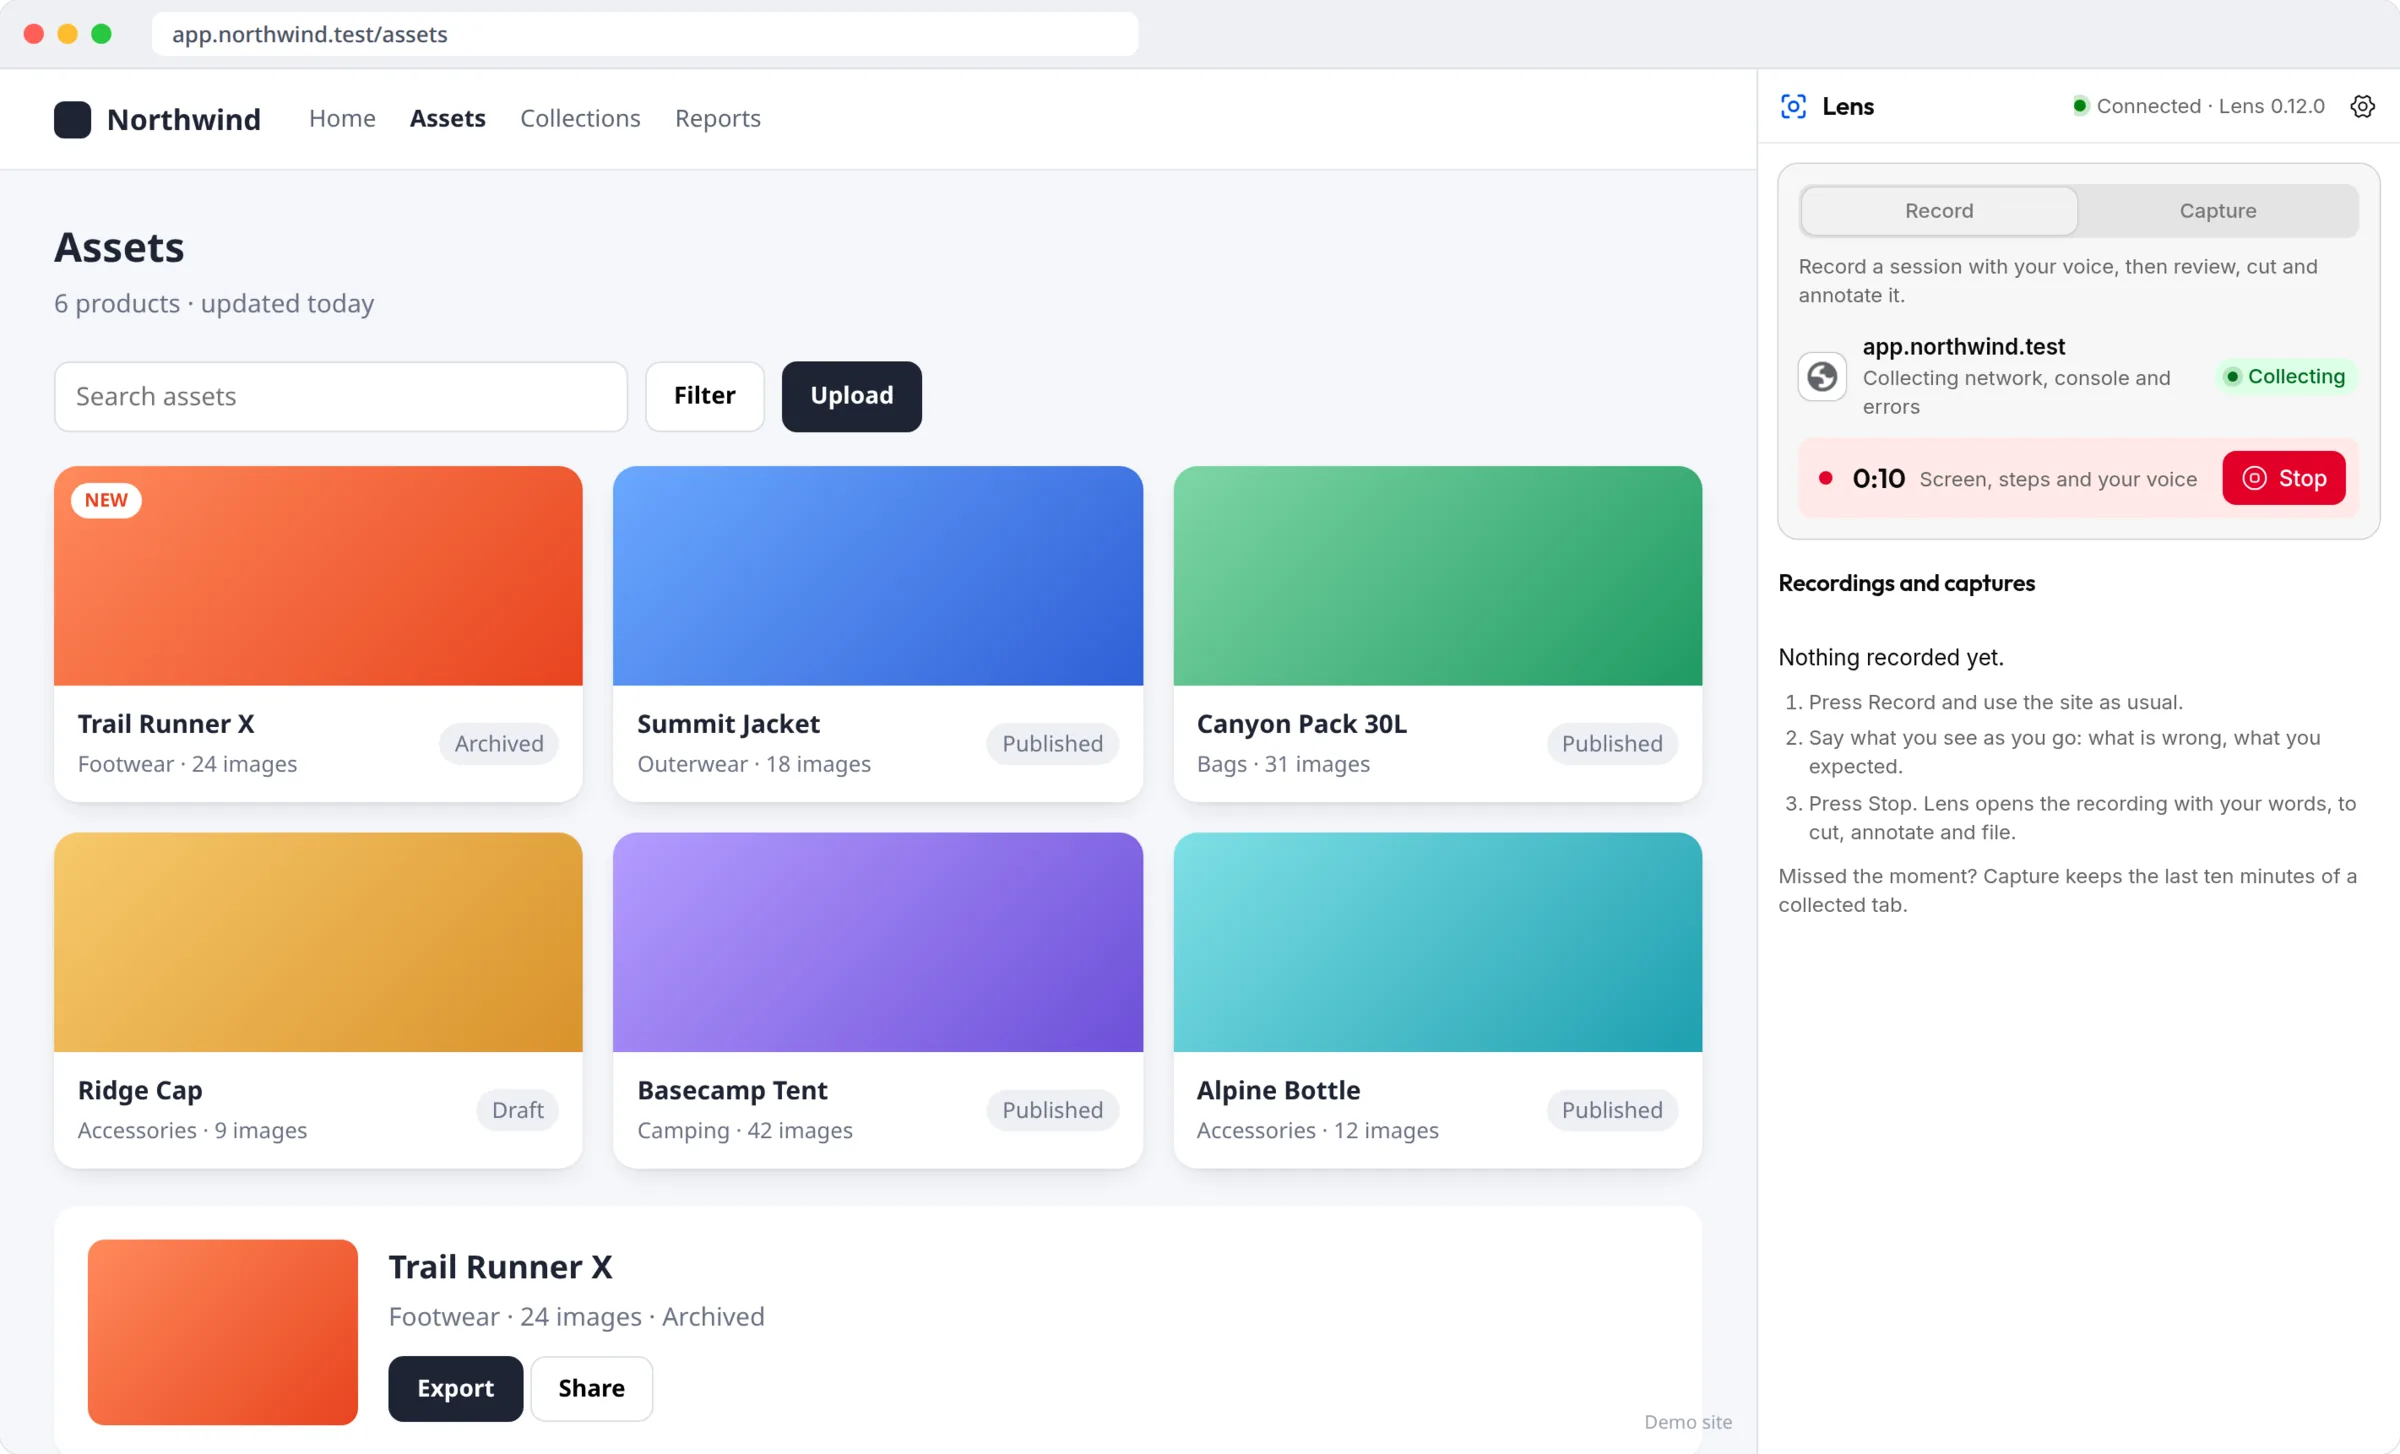 app.northwind.test/assets
Northwind
Home
Assets
Collections
Reports
Assets
6 products · updated today
Search assets
Filter
Upload
NEW
Trail Runner X
Footwear · 24 images
Archived
Summit Jacket
Outerwear · 18 images
Published
Canyon Pack 30L
Bags · 31 images
Published
Ridge Cap
Accessories · 9 images
Draft
Basecamp Tent
Camping · 42 images
Published
Alpine Bottle
Accessories · 12 images
Published
Trail Runner X
Footwear · 24 images · Archived
Export
Share
Demo site
Lens
Connected · Lens 0.12.0
Record
Capture
Record a session with your voice, then review, cut and
annotate it.
app.northwind.test
Collecting network, console and
errors
Collecting
0:10
Screen, steps and your voice
Stop
Recordings and captures
Nothing recorded yet.
1. Press Record and use the site as usual.
2. Say what you see as you go: what is wrong, what you
expected.
3. Press Stop. Lens opens the recording with your words, to
cut, annotate and file.
Missed the moment? Capture keeps the last ten minutes of a
collected tab.